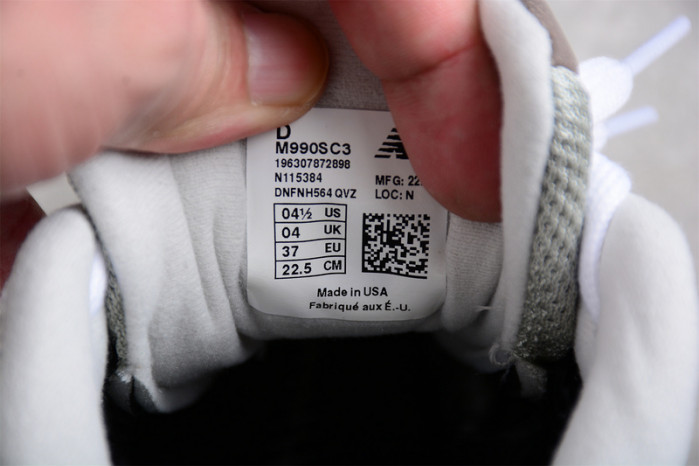 D
M990SC3
196307872898
N115384
DNFNH564 QVZ
MFG: 22
LOC: N
04½ US
04 UK
37 EU
22.5 CM
Made in USA
Fabriqué aux É.-U.